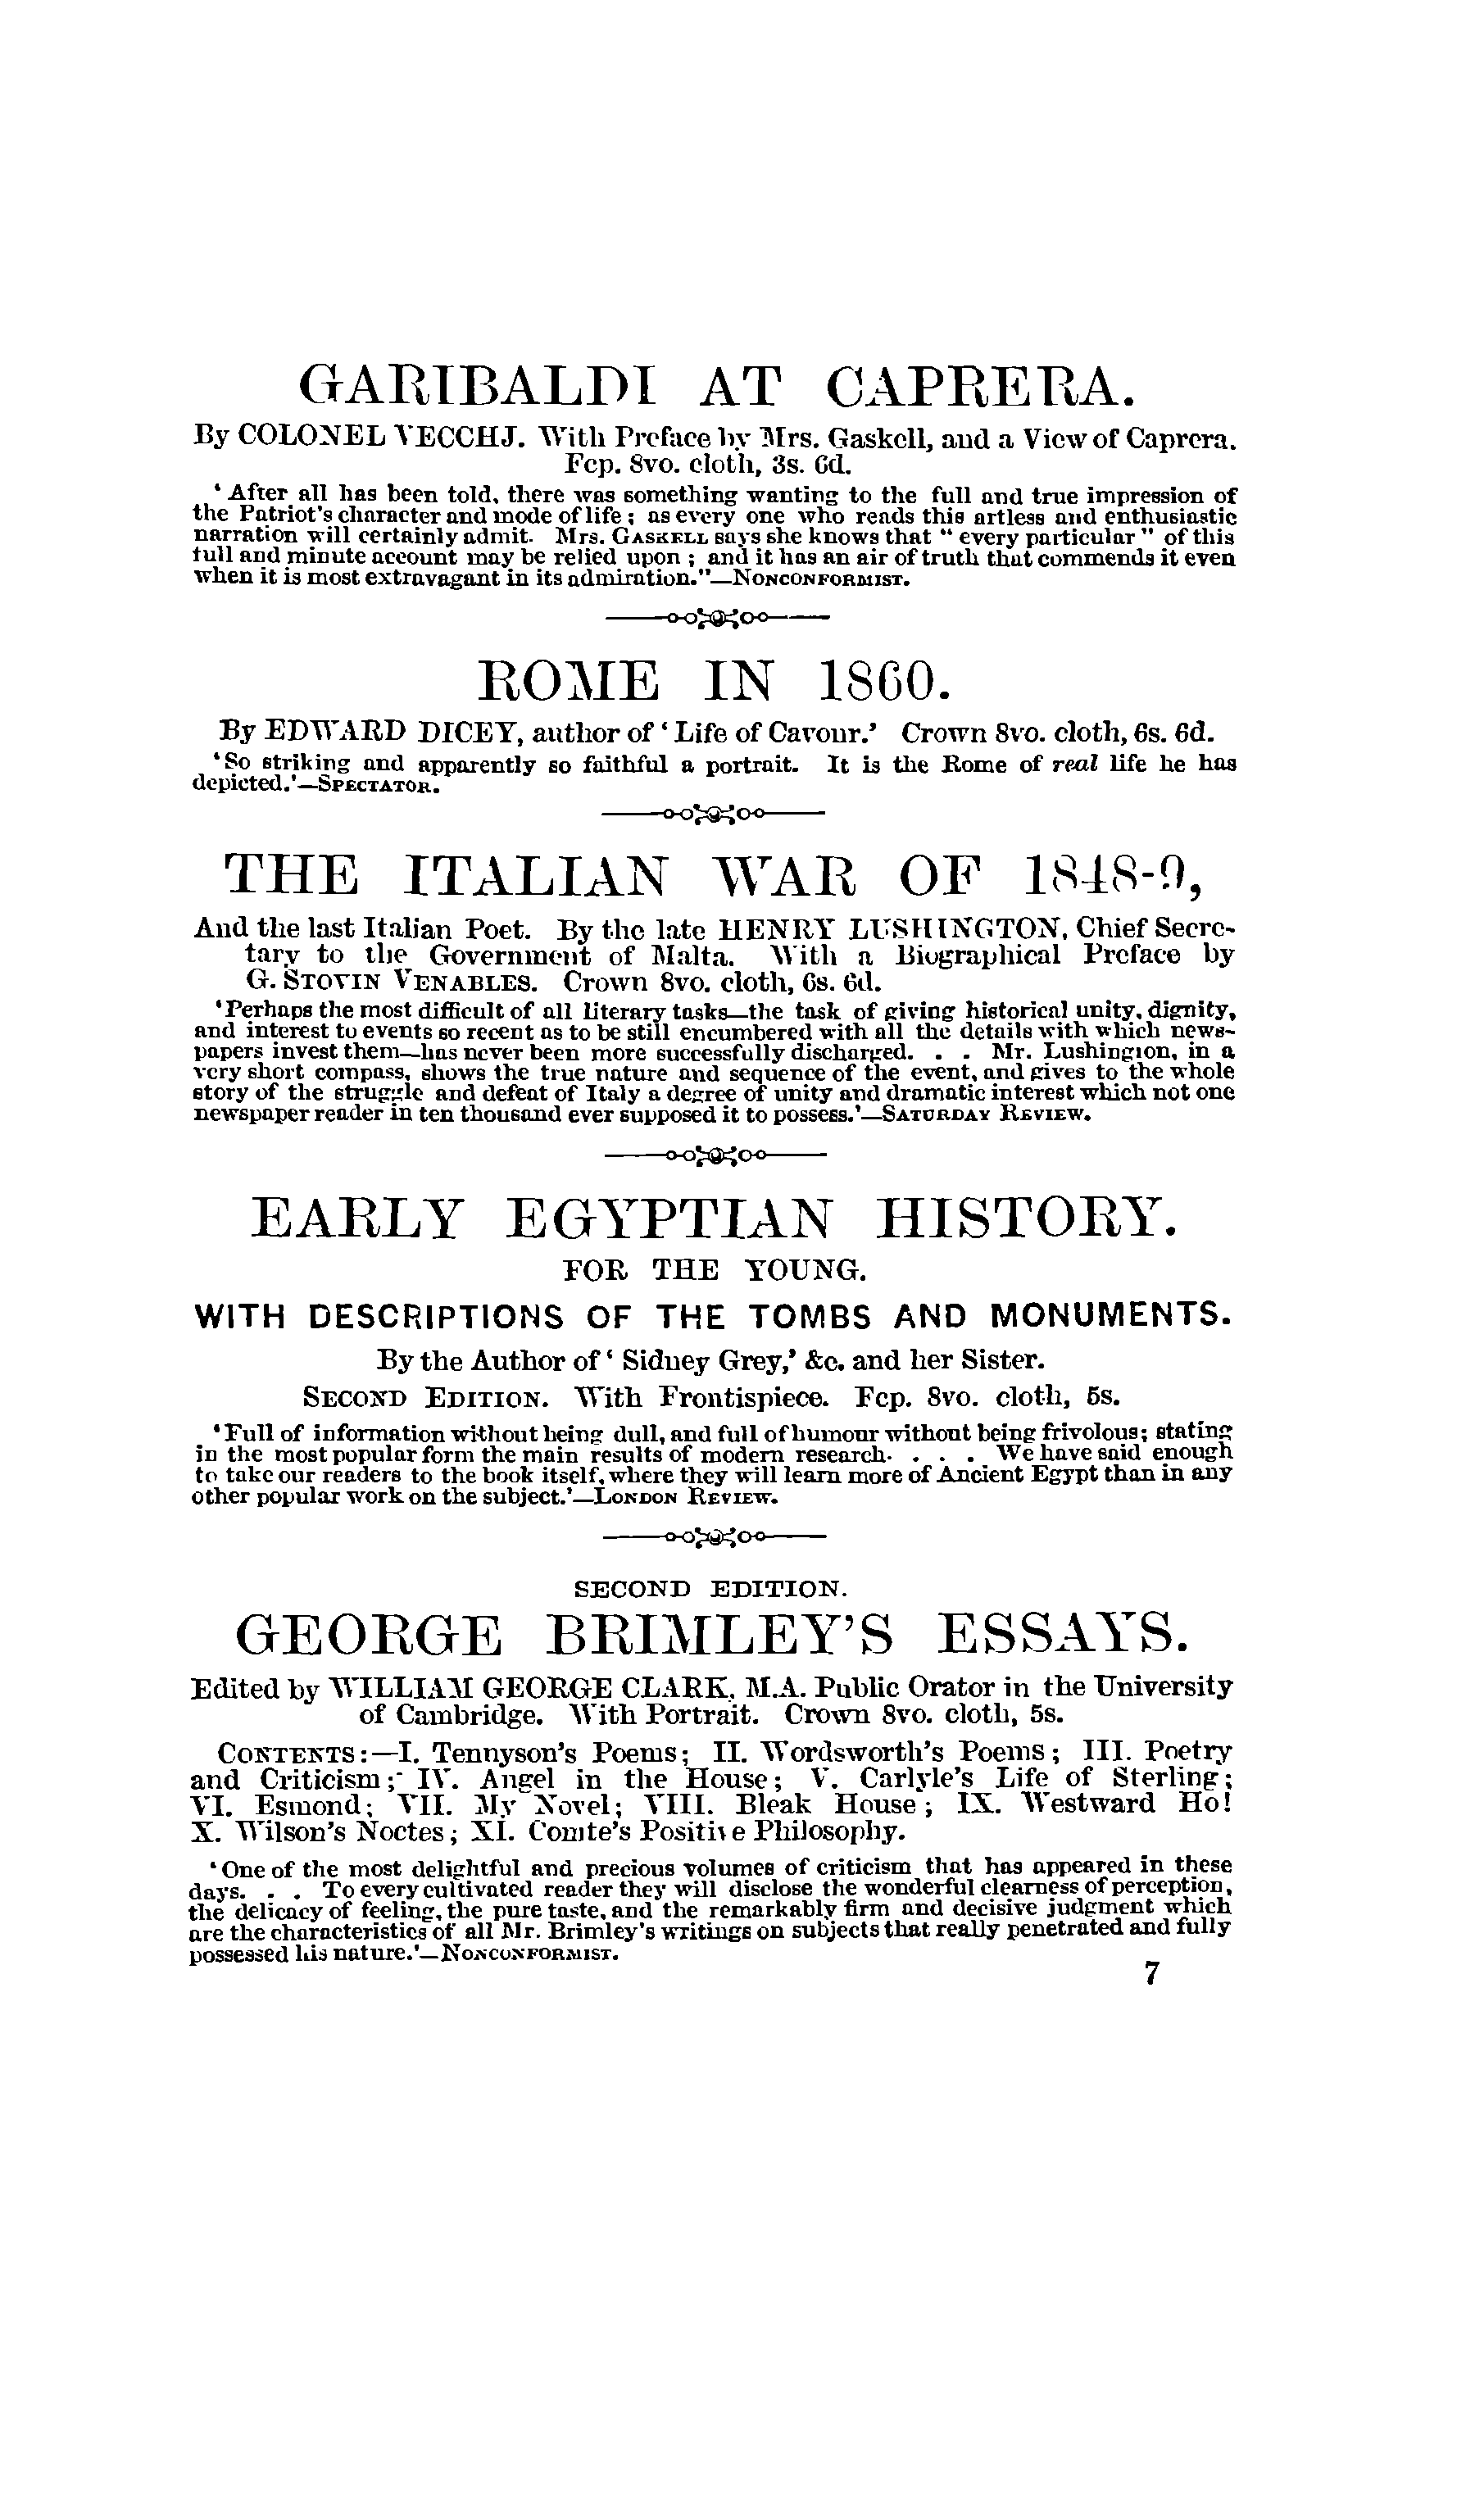 GARIBALDI AT CAPRERA.
By COLONEL VECCHJ. With Preface by Mrs. Gaskell, and a View of Caprera.
Fcp. 8vo. cloth, 3s. 6d.
‘After all has been told, there was something wanting to the full and true impression of
the Patriot's character and mode of life; as every one who reads this artless and enthusiastic
narration will certainly admit. Mrs. GASKELL says she knows that “every particular” of this
full and minute account may be relied upon; and it has an air of truth that commends it even
when it is most extravagant in its admiration.”—NONCONFORMIST.
ROME IN 1860.
By EDWARD DICEY, author of ‘Life of Cavour.’ Crown 8vo. cloth, 6s. 6d.
‘So striking and apparently so faithful a portrait. It is the Rome of real life he has
depicted.’—SPECTATOR.
THE ITALIAN WAR OF 1848-9,
And the last Italian Poet. By the late HENRY LUSHINGTON, Chief Secre-
tary to the Government of Malta. With a Biographical Preface by
G. STOVIN VENABLES. Crown 8vo. cloth, 6s. 6d.
‘Perhaps the most difficult of all literary tasks—the task of giving historical unity, dignity,
and interest to events so recent as to be still encumbered with all the details with which news-
papers invest them—has never been more successfully discharged. . . Mr. Lushington, in a
very short compass, shows the true nature and sequence of the event, and gives to the whole
story of the struggle and defeat of Italy a degree of unity and dramatic interest which not one
newspaper reader in ten thousand ever supposed it to possess.’—SATURDAY REVIEW.
EARLY EGYPTIAN HISTORY.
FOR THE YOUNG.
WITH DESCRIPTIONS OF THE TOMBS AND MONUMENTS.
By the Author of ‘Sidney Grey,’ &c. and her Sister.
SECOND EDITION. With Frontispiece. Fcp. 8vo. cloth, 5s.
‘Full of information without being dull, and full of humour without being frivolous; stating
in the most popular form the main results of modern research. . . . We have said enough
to take our readers to the book itself, where they will learn more of Ancient Egypt than in any
other popular work on the subject.’—LONDON REVIEW.
SECOND EDITION.
GEORGE BRIMLEY'S ESSAYS.
Edited by WILLIAM GEORGE CLARK, M.A. Public Orator in the University
of Cambridge. With Portrait. Crown 8vo. cloth, 5s.
CONTENTS:—I. Tennyson's Poems; II. Wordsworth's Poems; III. Poetry
and Criticism; IV. Angel in the House; V. Carlyle's Life of Sterling;
VI. Esmond; VII. My Novel; VIII. Bleak House; IX. Westward Ho!
X. Wilson's Noctes; XI. Comte's Positive Philosophy.
‘One of the most delightful and precious volumes of criticism that has appeared in these
days. . . To every cultivated reader they will disclose the wonderful clearness of perception,
the delicacy of feeling, the pure taste, and the remarkably firm and decisive judgment which
are the characteristics of all Mr. Brimley's writings on subjects that really penetrated and fully
possessed his nature.’—NONCONFORMIST.
7